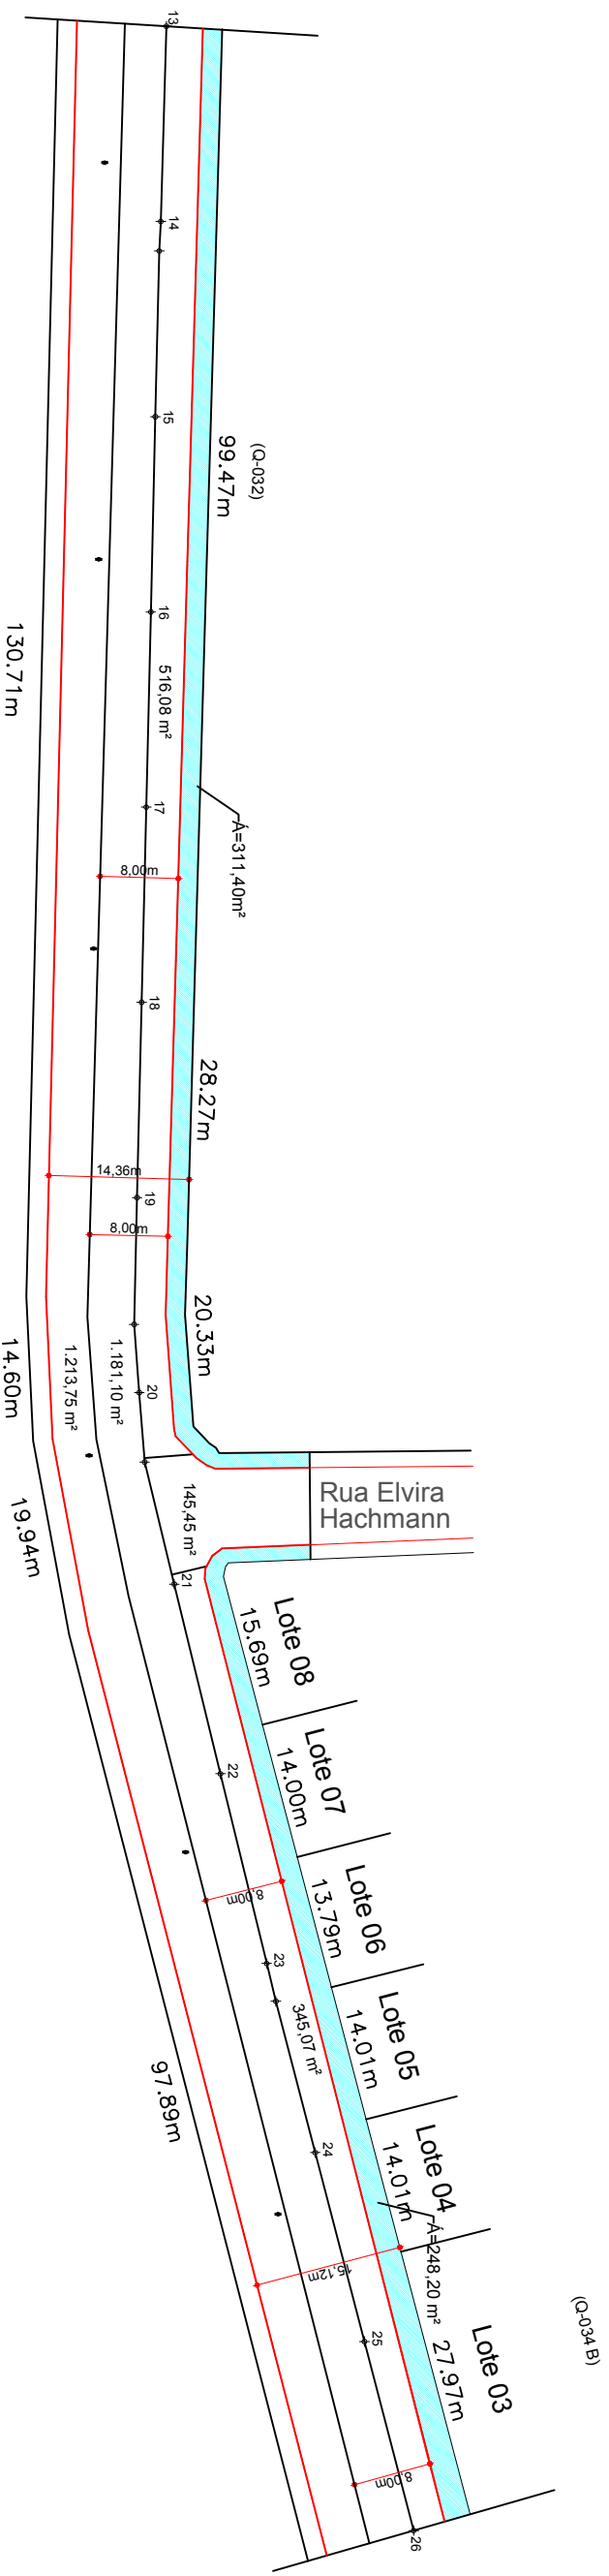 13
14
(Q-032)
99.47m
15
16
130.71m
516,08 m²
17
Á=311,40m²
8,00m
18
28.27m
14,36m
19
8,00m
20.33m
14.60m
1.213,75 m²
1.181,10 m²
20
Rua Elvira
Hachmann
145,45 m²
19.94m
21
Lote 08
15.69m
22
Lote 07
14.00m
8,00m
Lote 06
13.79m
23
345,07 m²
Lote 05
14.01m
97.89m
24
Lote 04
14.01m
Á=248,20 m²
15,12m
25
(Q-034 B)
Lote 03
27.97m
8,00m
26